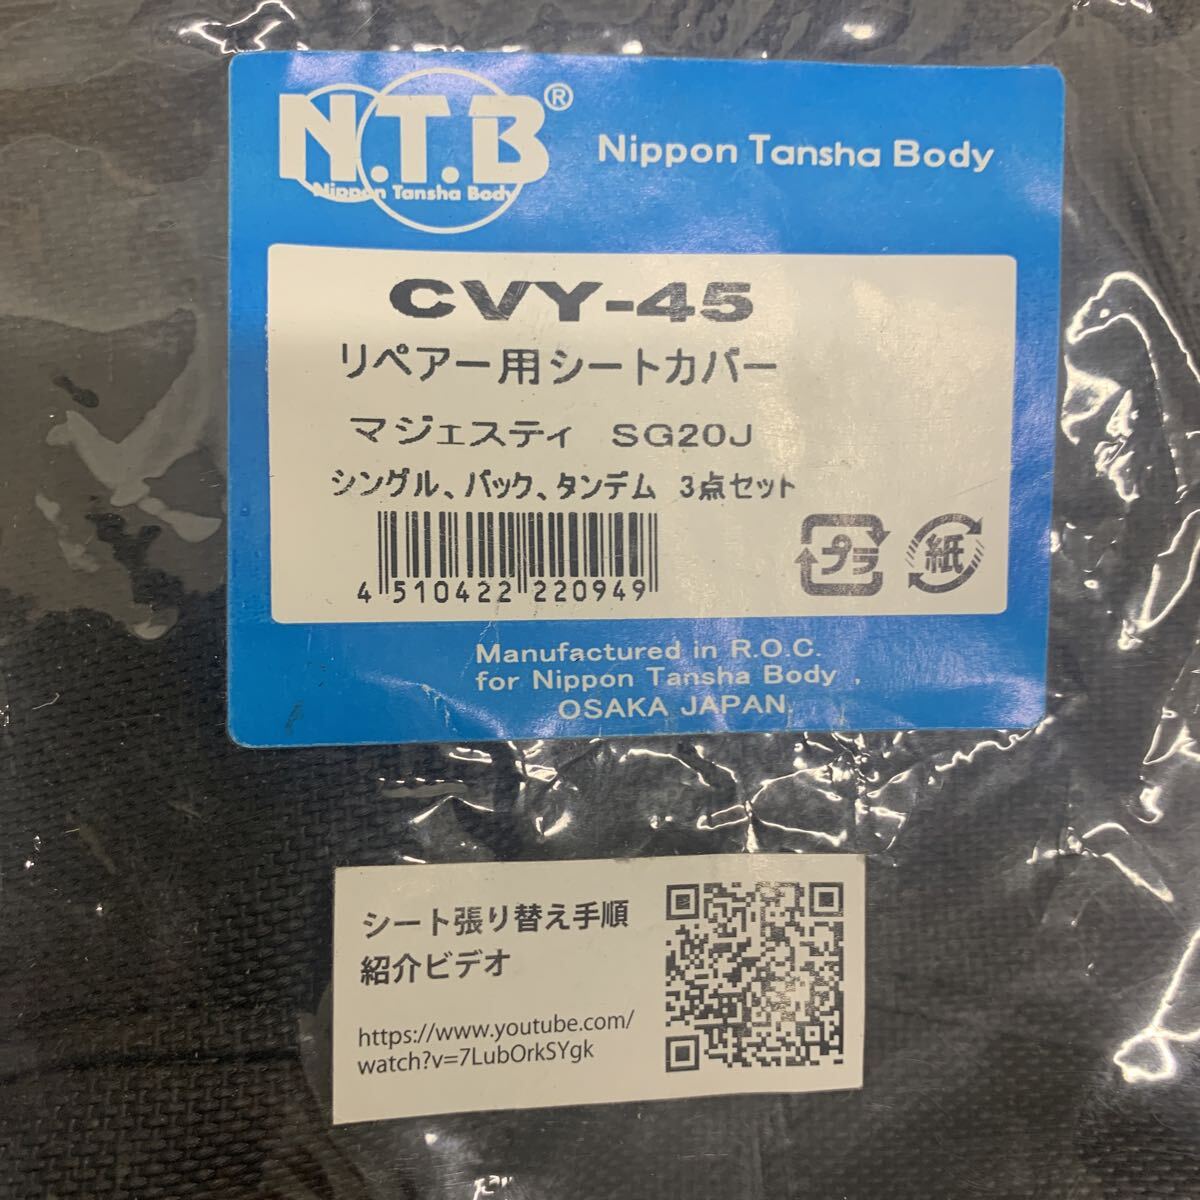 N.T.B®
Nippon Tansha Body
Nippon Tansha Body
CVY-45
リペアー用シートカバー
マジェスティ SG20J
シングル、バック、タンデム 3点セット
4 510422 220949
プラ
紙
Manufactured in R.O.C.
for Nippon Tansha Body ,
OSAKA JAPAN.
シート張り替え手順
紹介ビデオ
https://www.youtube.com/
watch?v=7LubOrkSYgk